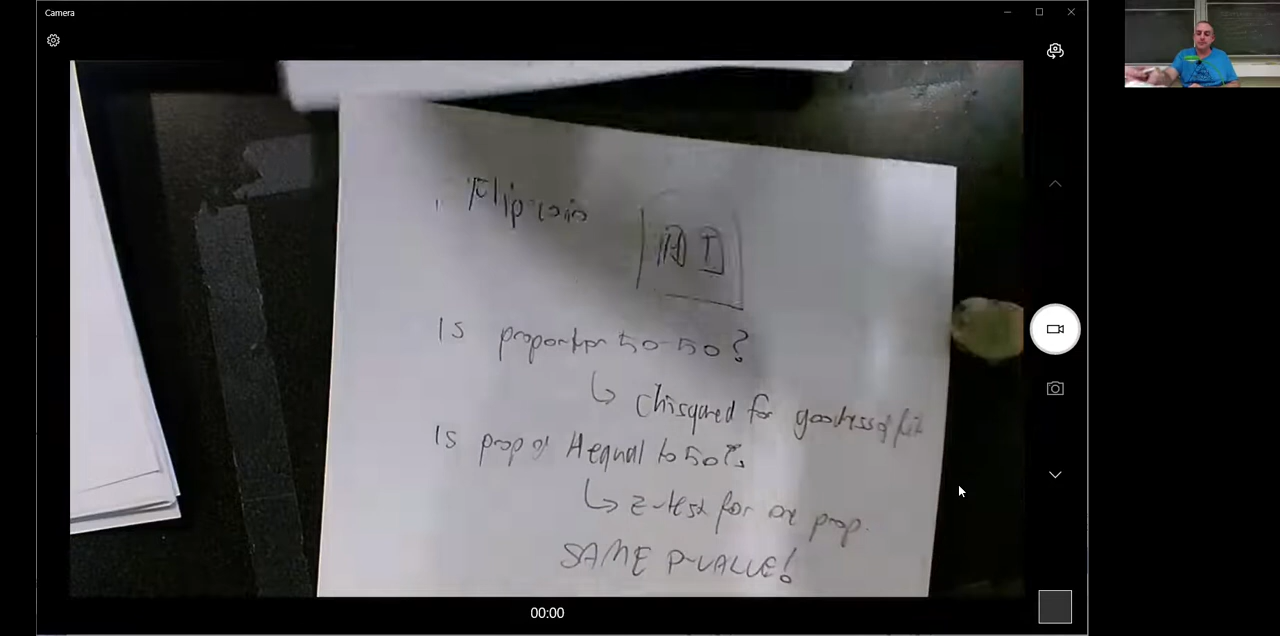 Camera
Flip coin
H T
Is proportion 50-50?
↳ Chisquared for goodness of fit
Is prop of H equal to 50%
↳ z-test for one prop.
SAME P-VALUE!
00:00